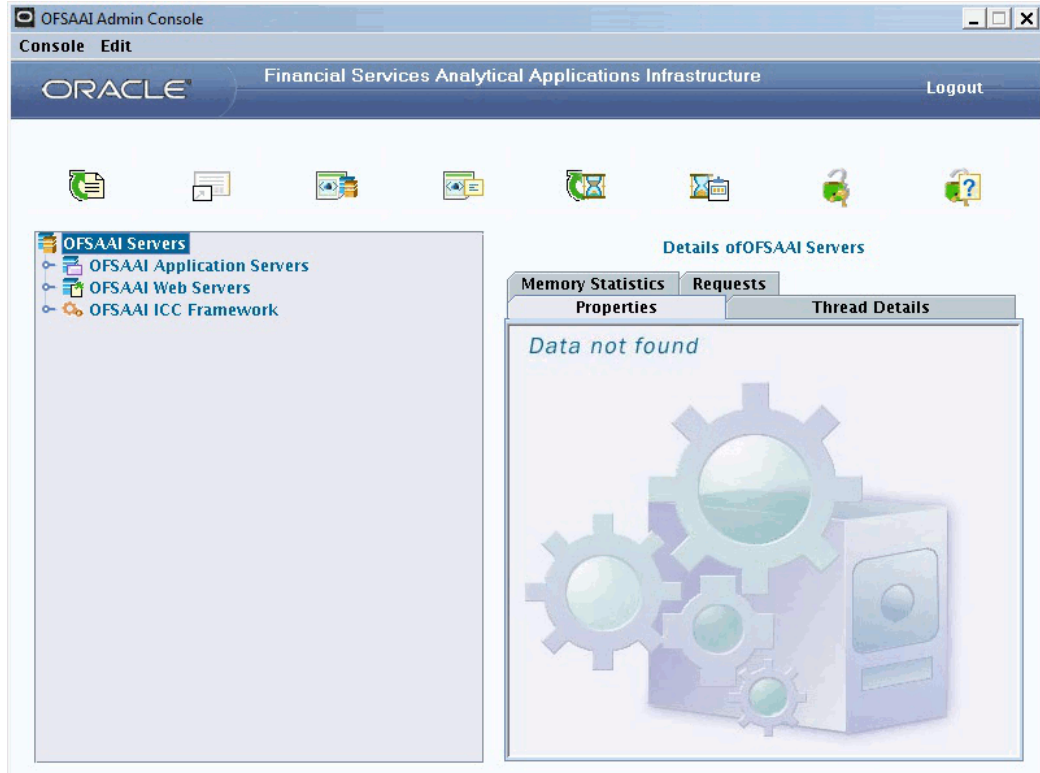 OFSAAI Admin Console
Console Edit
ORACLE
Financial Services Analytical Applications Infrastructure
Logout
?
OFSAAI Servers
OFSAAI Application Servers
OFSAAI Web Servers
OFSAAI ICC Framework
Details ofOFSAAI Servers
Memory Statistics Requests
Properties Thread Details
Data not found